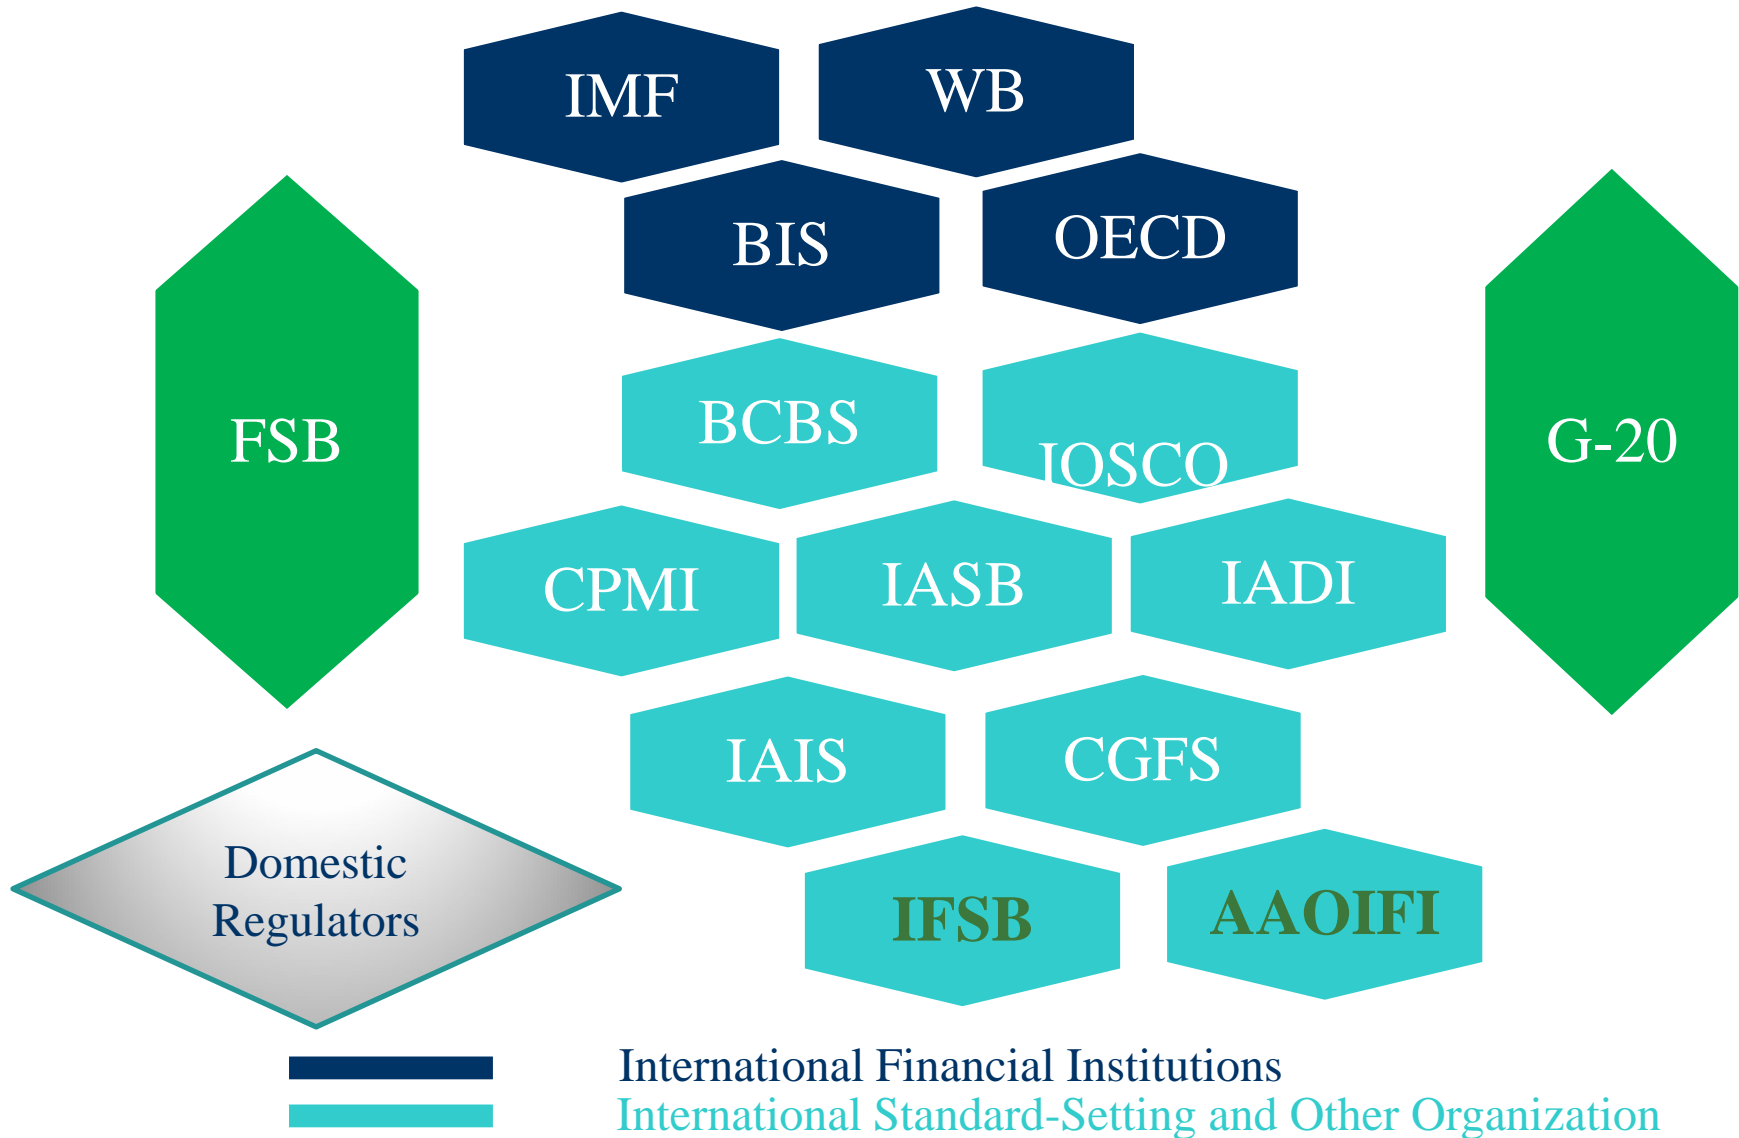 IMF
WB
BIS
OECD
FSB
BCBS
IOSCO
G-20
CPMI
IASB
IADI
IAIS
CGFS
Domestic
Regulators
IFSB
AAOIFI
International Financial Institutions
International Standard-Setting and Other Organization